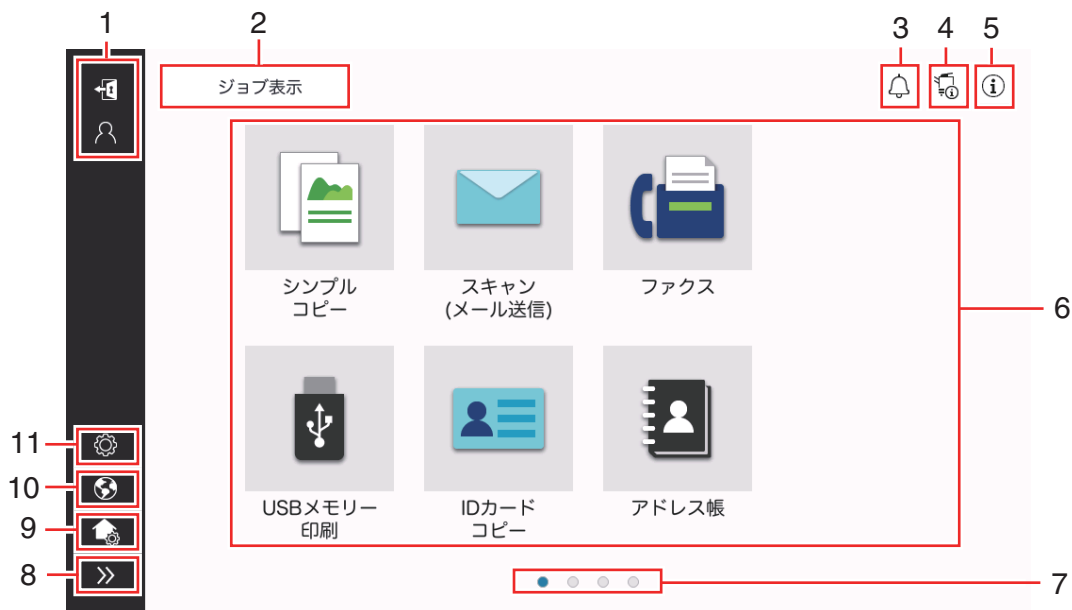 1
2
3
4
5
ジョブ表示
シンプル
コピー
スキャン
(メール送信)
ファクス
6
USBメモリー
印刷
IDカード
コピー
アドレス帳
11
10
9
8
7